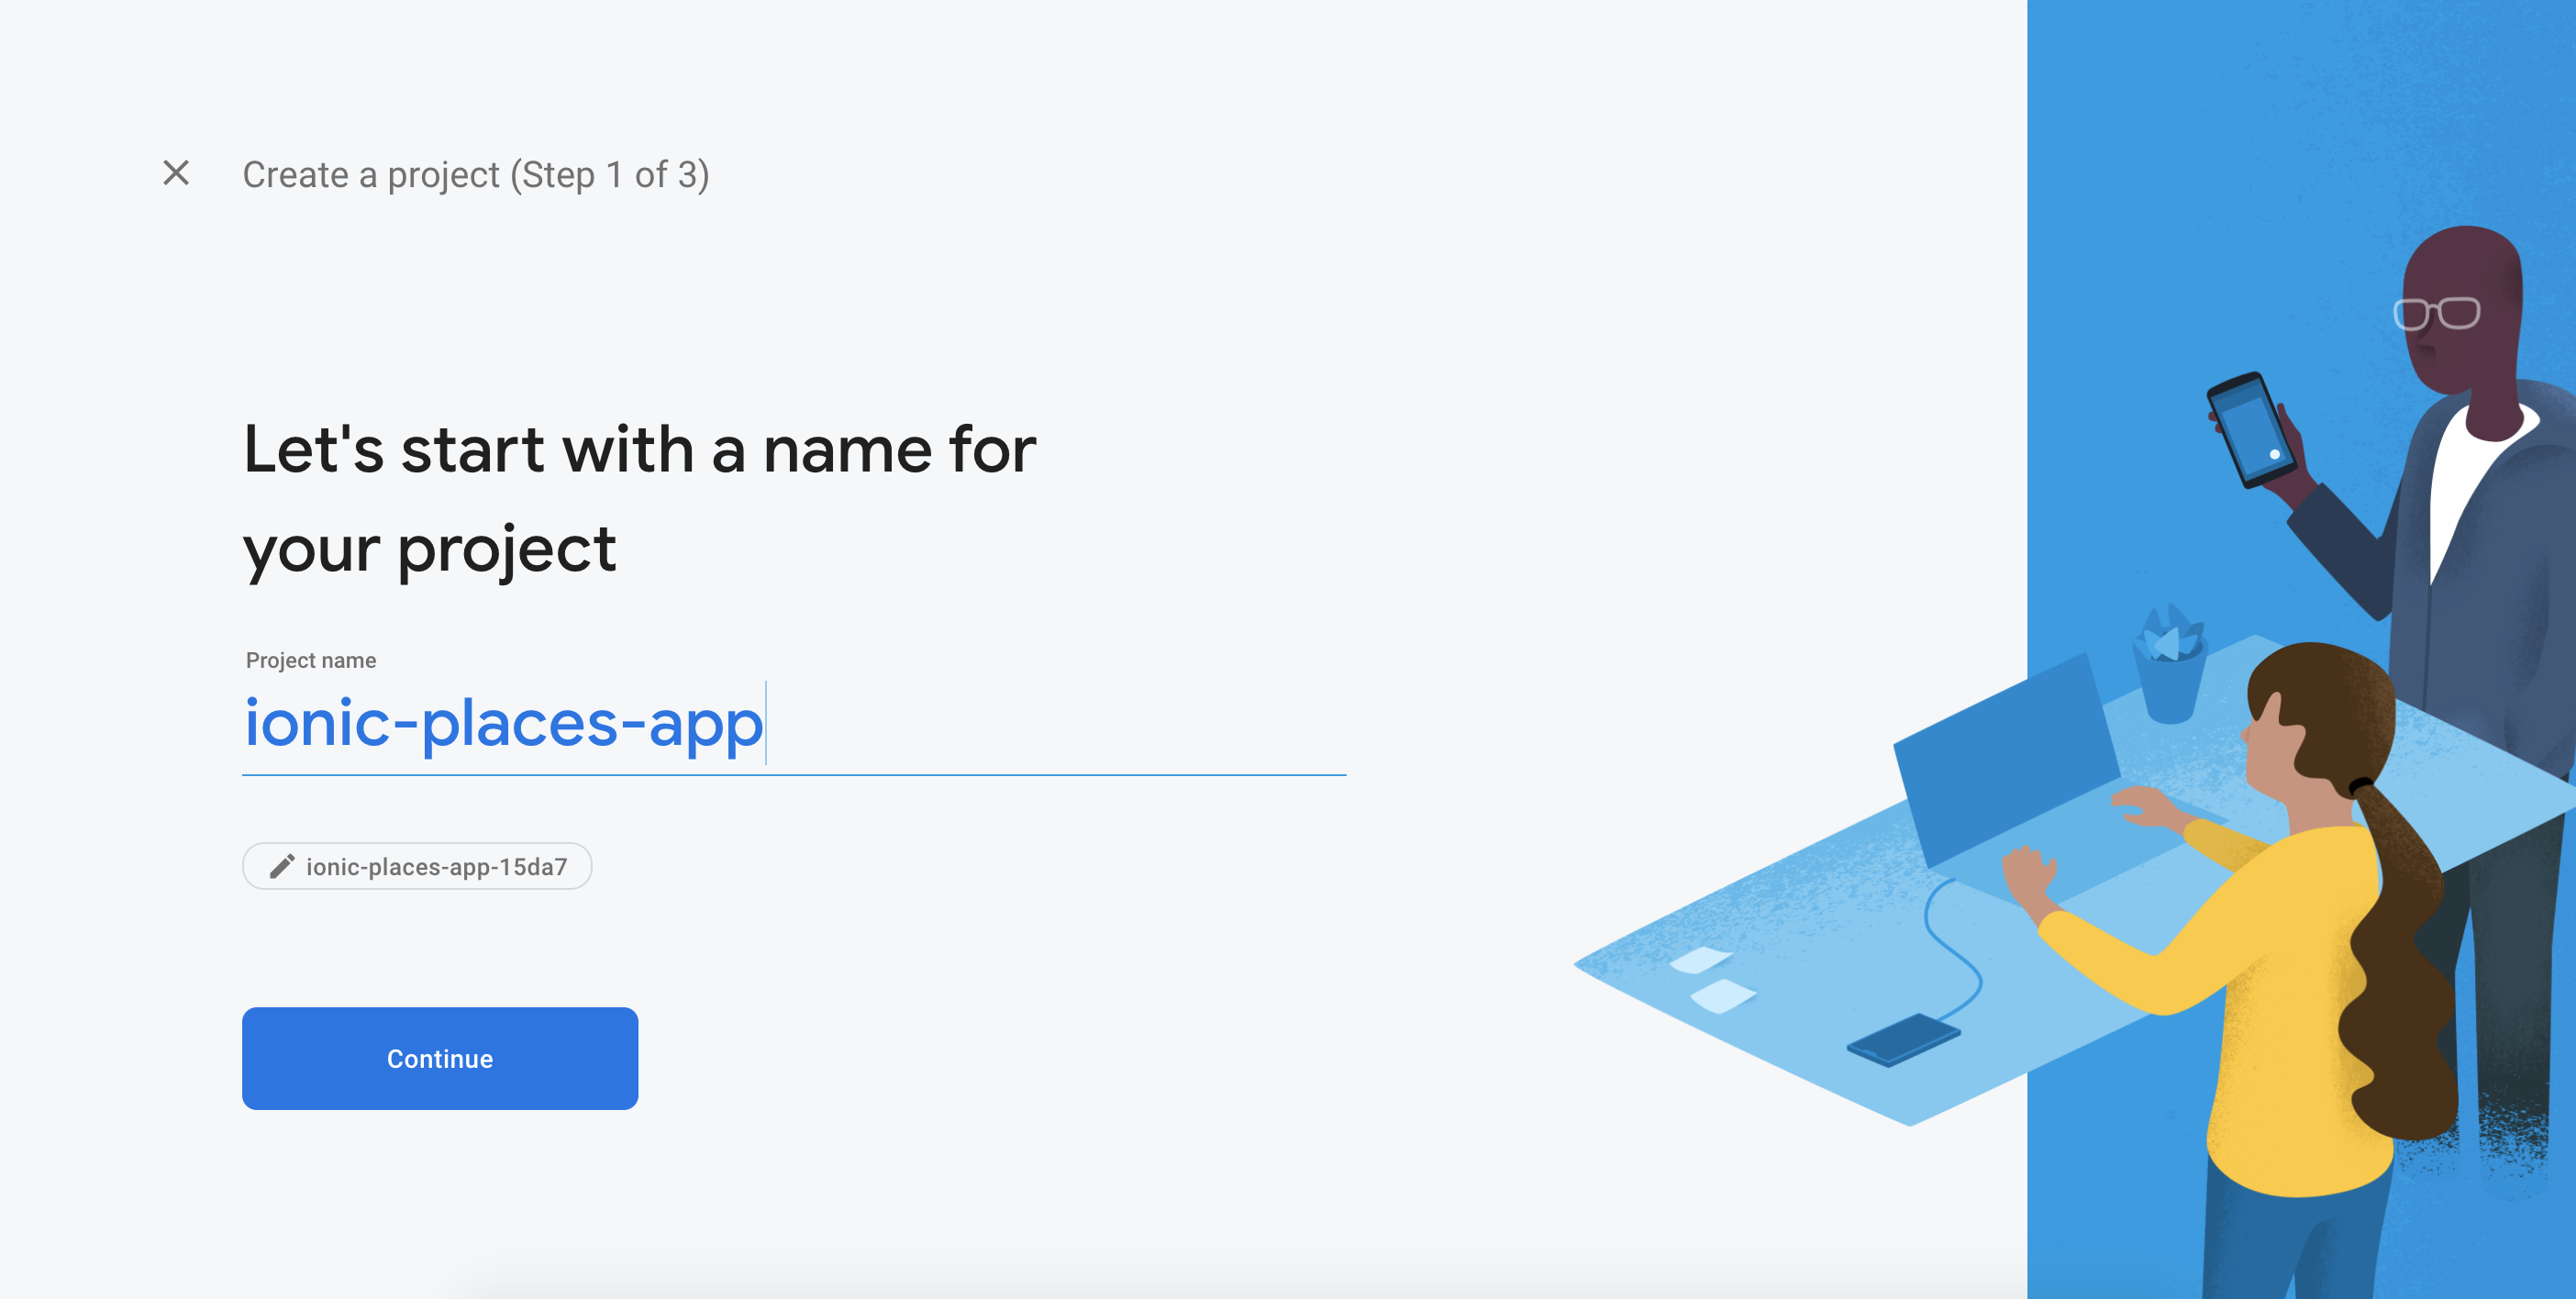 Create a project (Step 1 of 3)
Let's start with a name for
your project
Project name
ionic-places-app
ionic-places-app-15da7
Continue